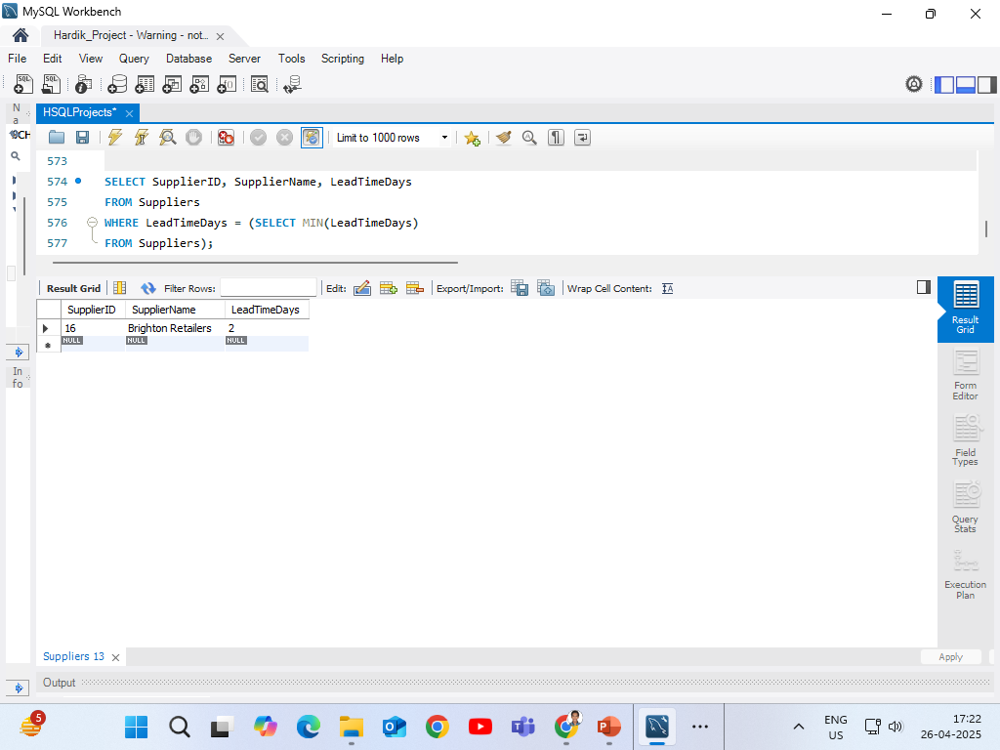 MySQL Workbench
Hardik_Project - Warning - not...
File Edit View Query Database Server Tools Scripting Help
SQL SQL
N
a
HSQLProjects*
CH
Limit to 1000 rows
573
574 SELECT SupplierID, SupplierName, LeadTimeDays
575 FROM Suppliers
576 WHERE LeadTimeDays = (SELECT MIN(LeadTimeDays)
577 FROM Suppliers);
Result Grid Filter Rows: Edit: Export/Import: Wrap Cell Content: IA
SupplierID SupplierName LeadTimeDays
16 Brighton Retailers 2
NULL NULL NULL
In
fo
Result
Grid
Form
Editor
Field
Types
Query
Stats
Execution
Plan
Suppliers 13
Apply
Output
5
ENG
US
17:22
26-04-2025